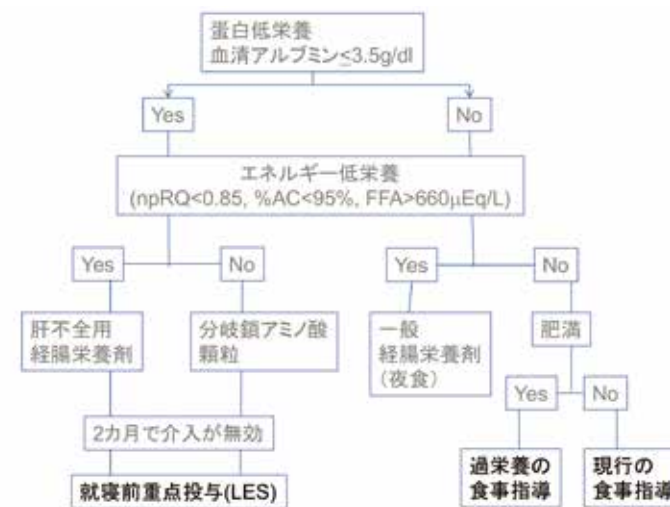 蛋白低栄養
血清アルブミン≤3.5g/dl
Yes
No
エネルギー低栄養
(npRQ<0.85, %AC<95%, FFA>660μEq/L)
Yes
No
Yes
No
肝不全用
経腸栄養剤
分岐鎖アミノ酸
顆粒
一般
経腸栄養剤
(夜食)
肥満
Yes
No
2カ月で介入が無効
就寝前重点投与(LES)
過栄養の
食事指導
現行の
食事指導